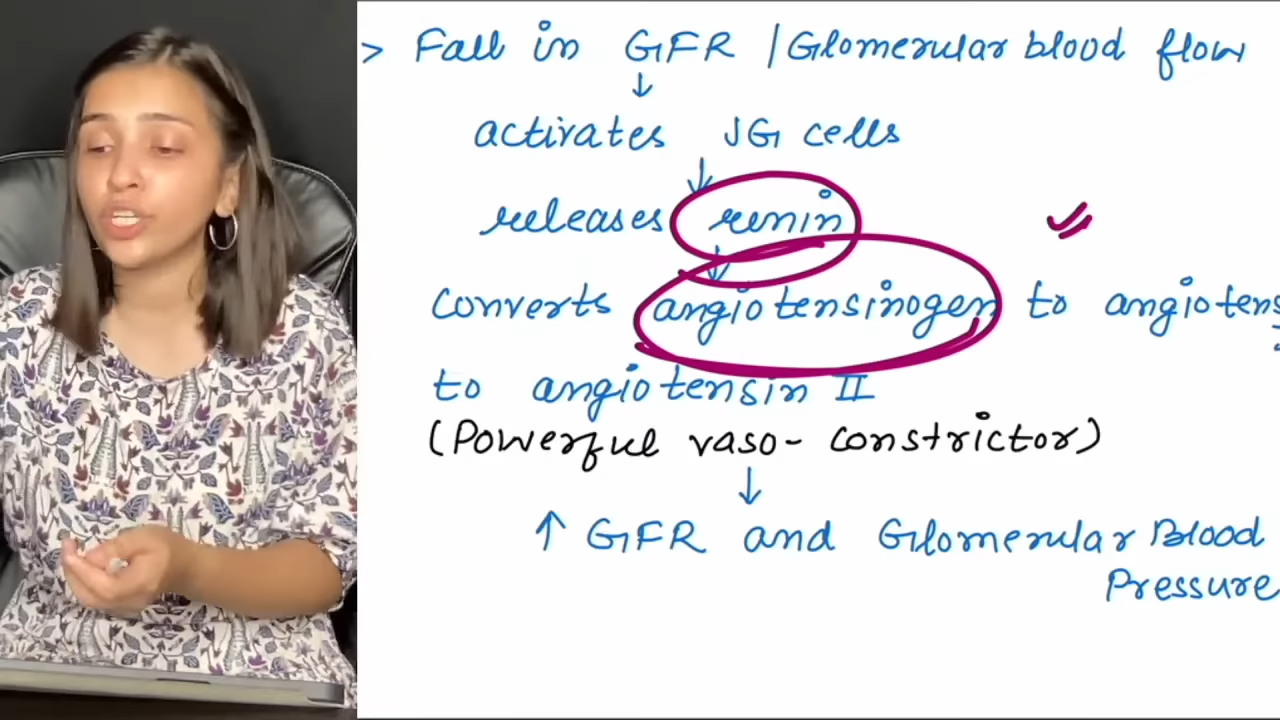 > Fall in GFR / Glomerular blood flow
↓
activates JG cells
↓
releases renin
↓
converts angiotensinogen to angiotens
to angiotensin II
(Powerful vaso- constrictor)
↓
↑ GFR and Glomerular Blood
Pressure